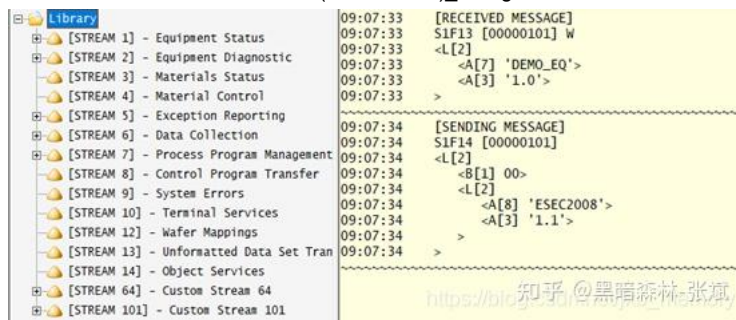 Library
[STREAM 1] - Equipment Status
[STREAM 2] - Equipment Diagnostic
[STREAM 3] - Materials Status
[STREAM 4] - Material Control
[STREAM 5] - Exception Reporting
[STREAM 6] - Data Collection
[STREAM 7] - Process Program Management
[STREAM 8] - Control Program Transfer
[STREAM 9] - System Errors
[STREAM 10] - Terminal Services
[STREAM 12] - Wafer Mappings
[STREAM 13] - Unformatted Data Set Tran
[STREAM 14] - Object Services
[STREAM 64] - Custom Stream 64
[STREAM 101] - Custom Stream 101
09:07:33 [RECEIVED MESSAGE]
09:07:33 S1F13 [00000101] W
09:07:33 <L[2]
09:07:33 <A[7] 'DEMO_EQ'>
09:07:33 <A[3] '1.0'>
09:07:33 >
09:07:34 [SENDING MESSAGE]
09:07:34 S1F14 [00000101]
09:07:34 <L[2]
09:07:34 <B[1] 00>
09:07:34 <L[2]
09:07:34 <A[8] 'ESEC2008'>
09:07:34 <A[3] '1.1'>
09:07:34 >
09:07:34 >
知乎 @黑暗森林-张斌